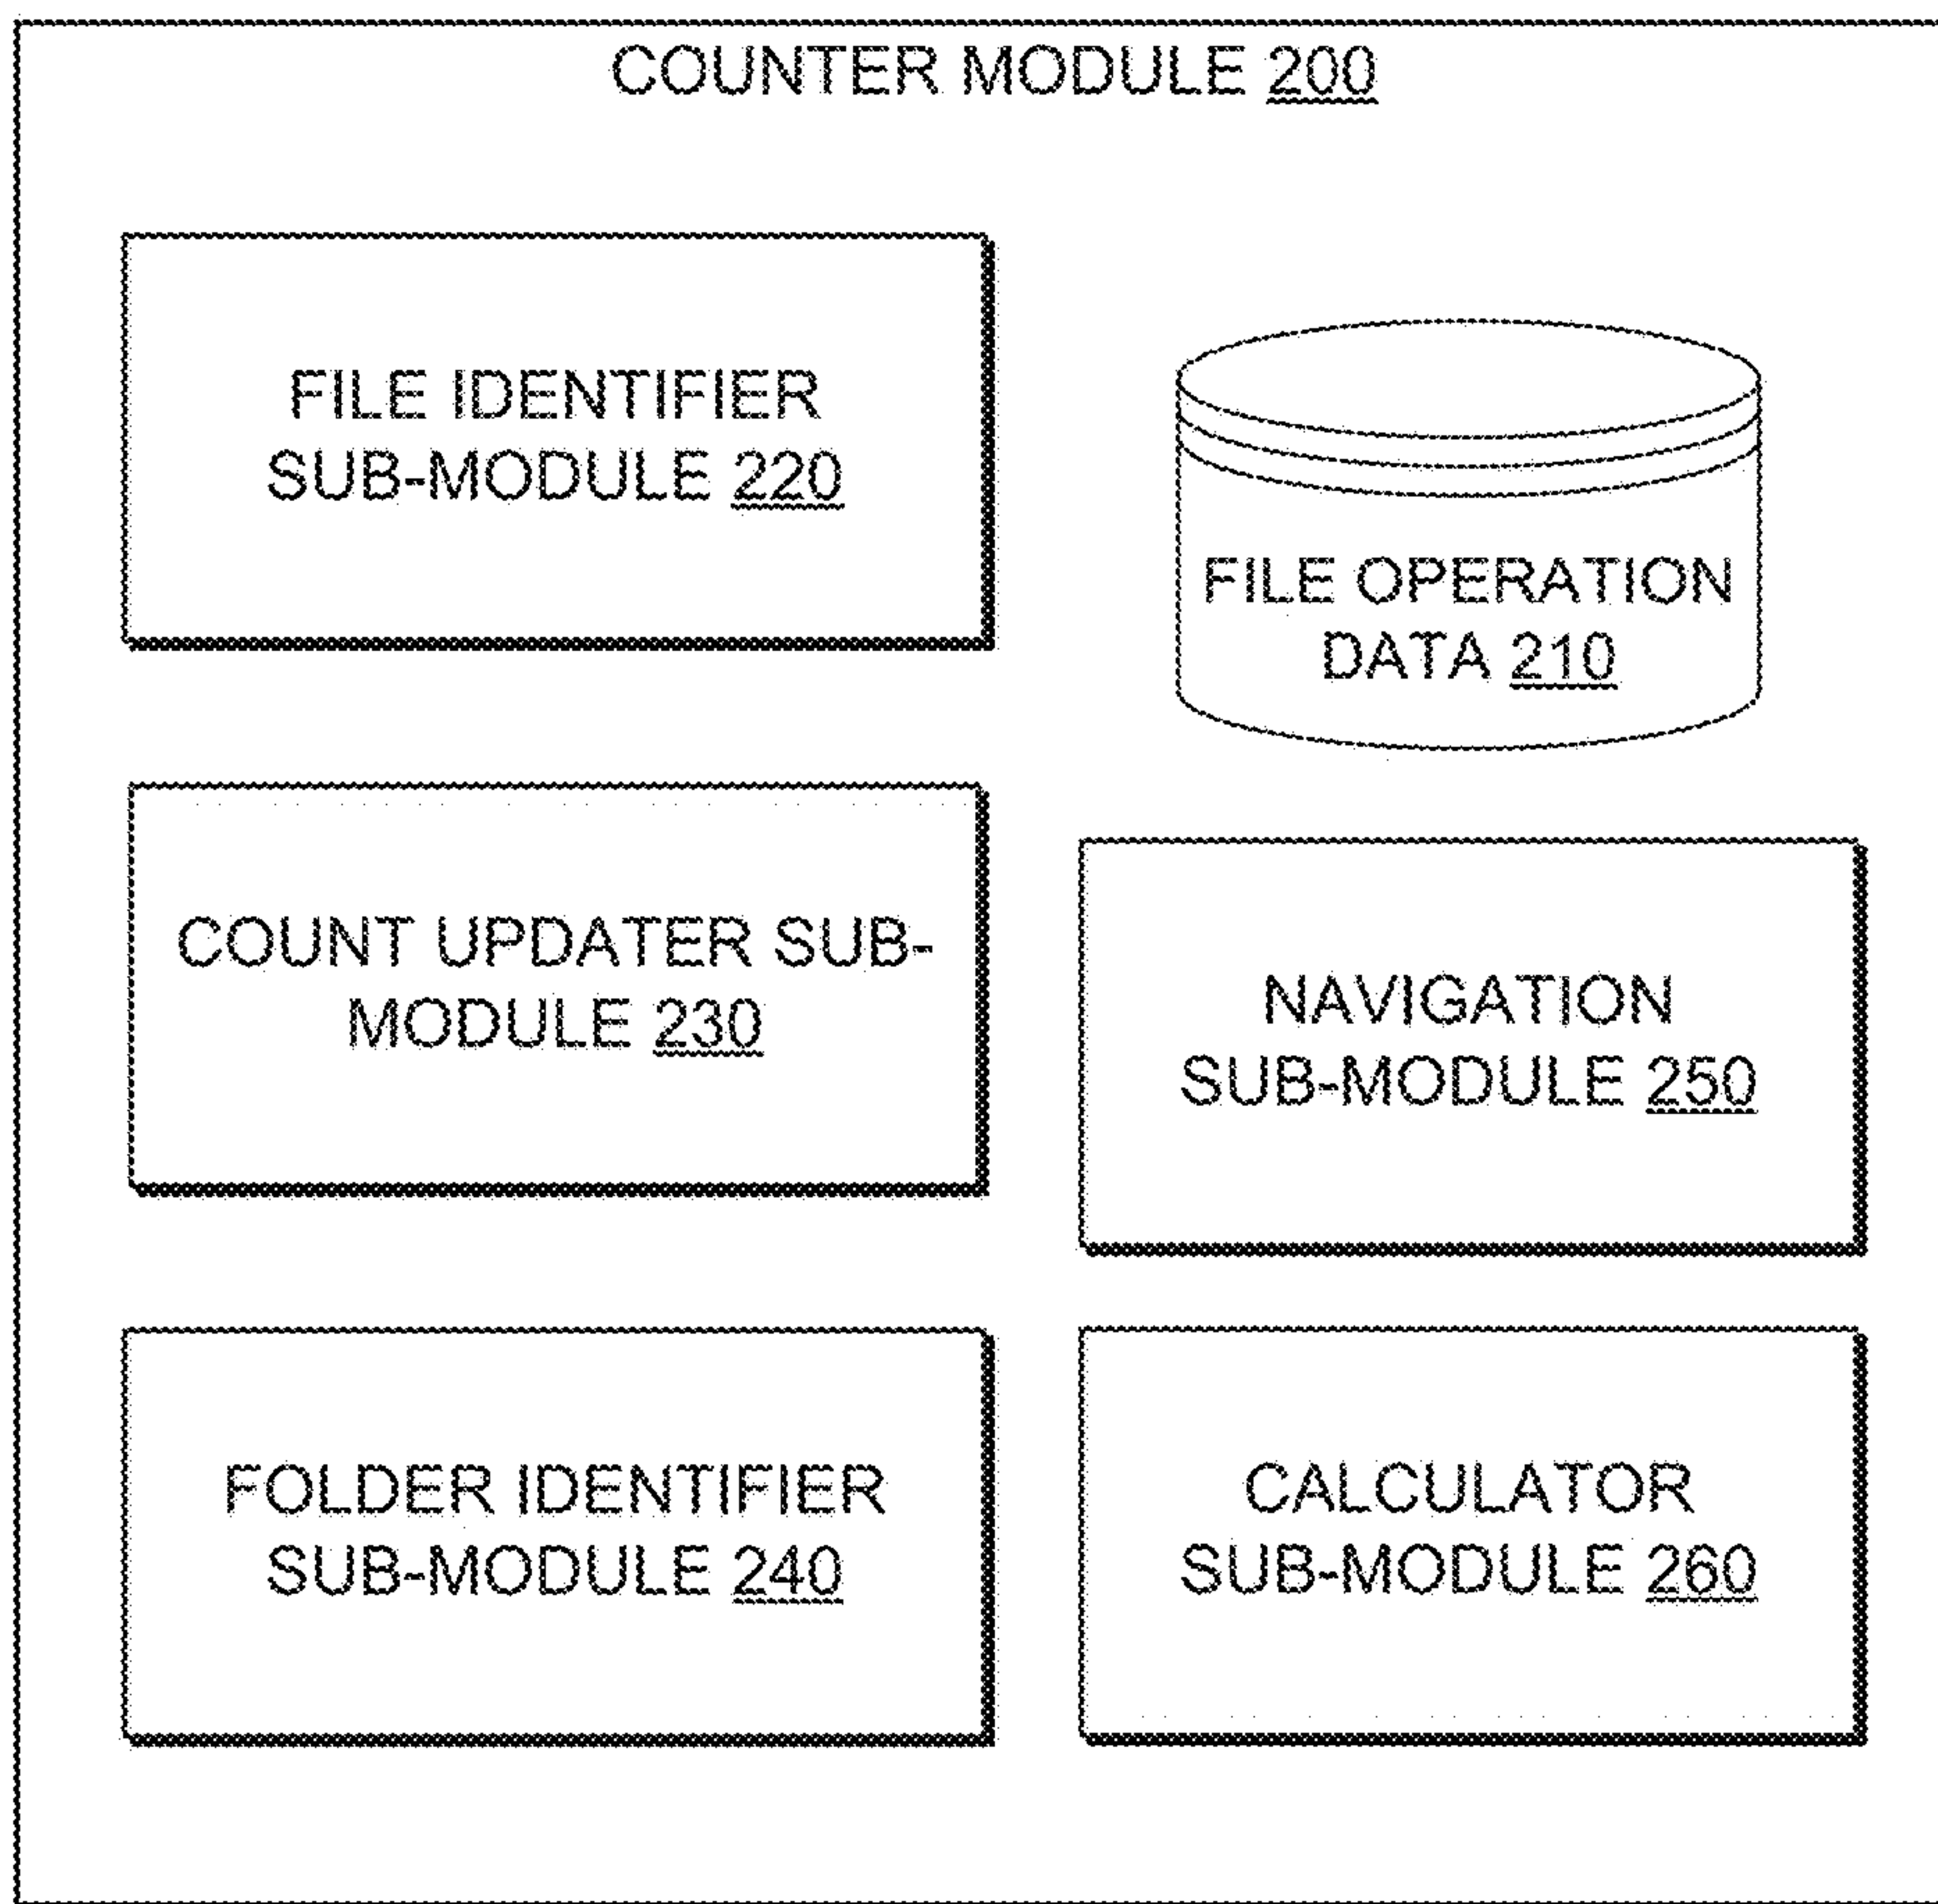 COUNTER MODULE 200
FILE IDENTIFIER
SUB-MODULE 220
FILE OPERATION
DATA 210
COUNT UPDATER SUB-
MODULE 230
NAVIGATION
SUB-MODULE 250
FOLDER IDENTIFIER
SUB-MODULE 240
CALCULATOR
SUB-MODULE 260